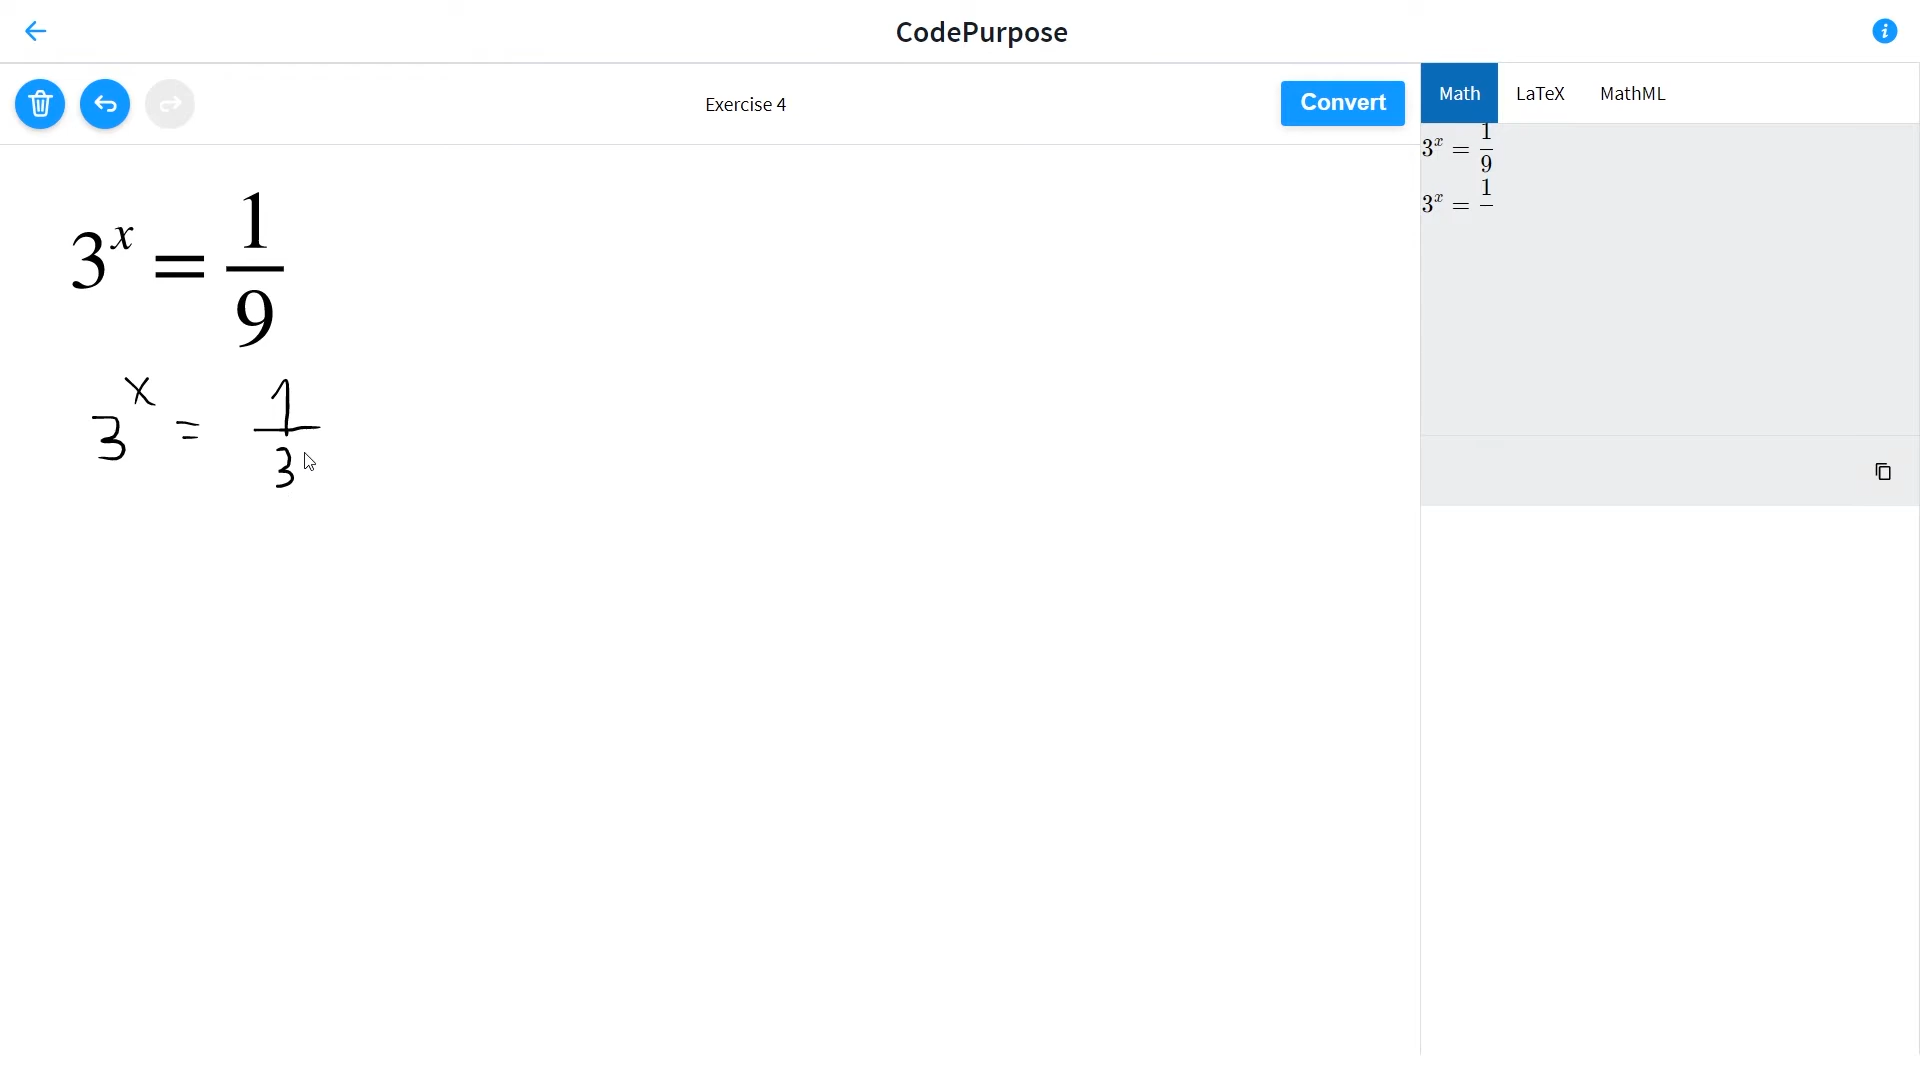 CodePurpose
Exercise 4
Convert
Math LaTeX MathML
3^x = 1/9
3^x = 1/
3^x = 1/9
3^x = 1/3